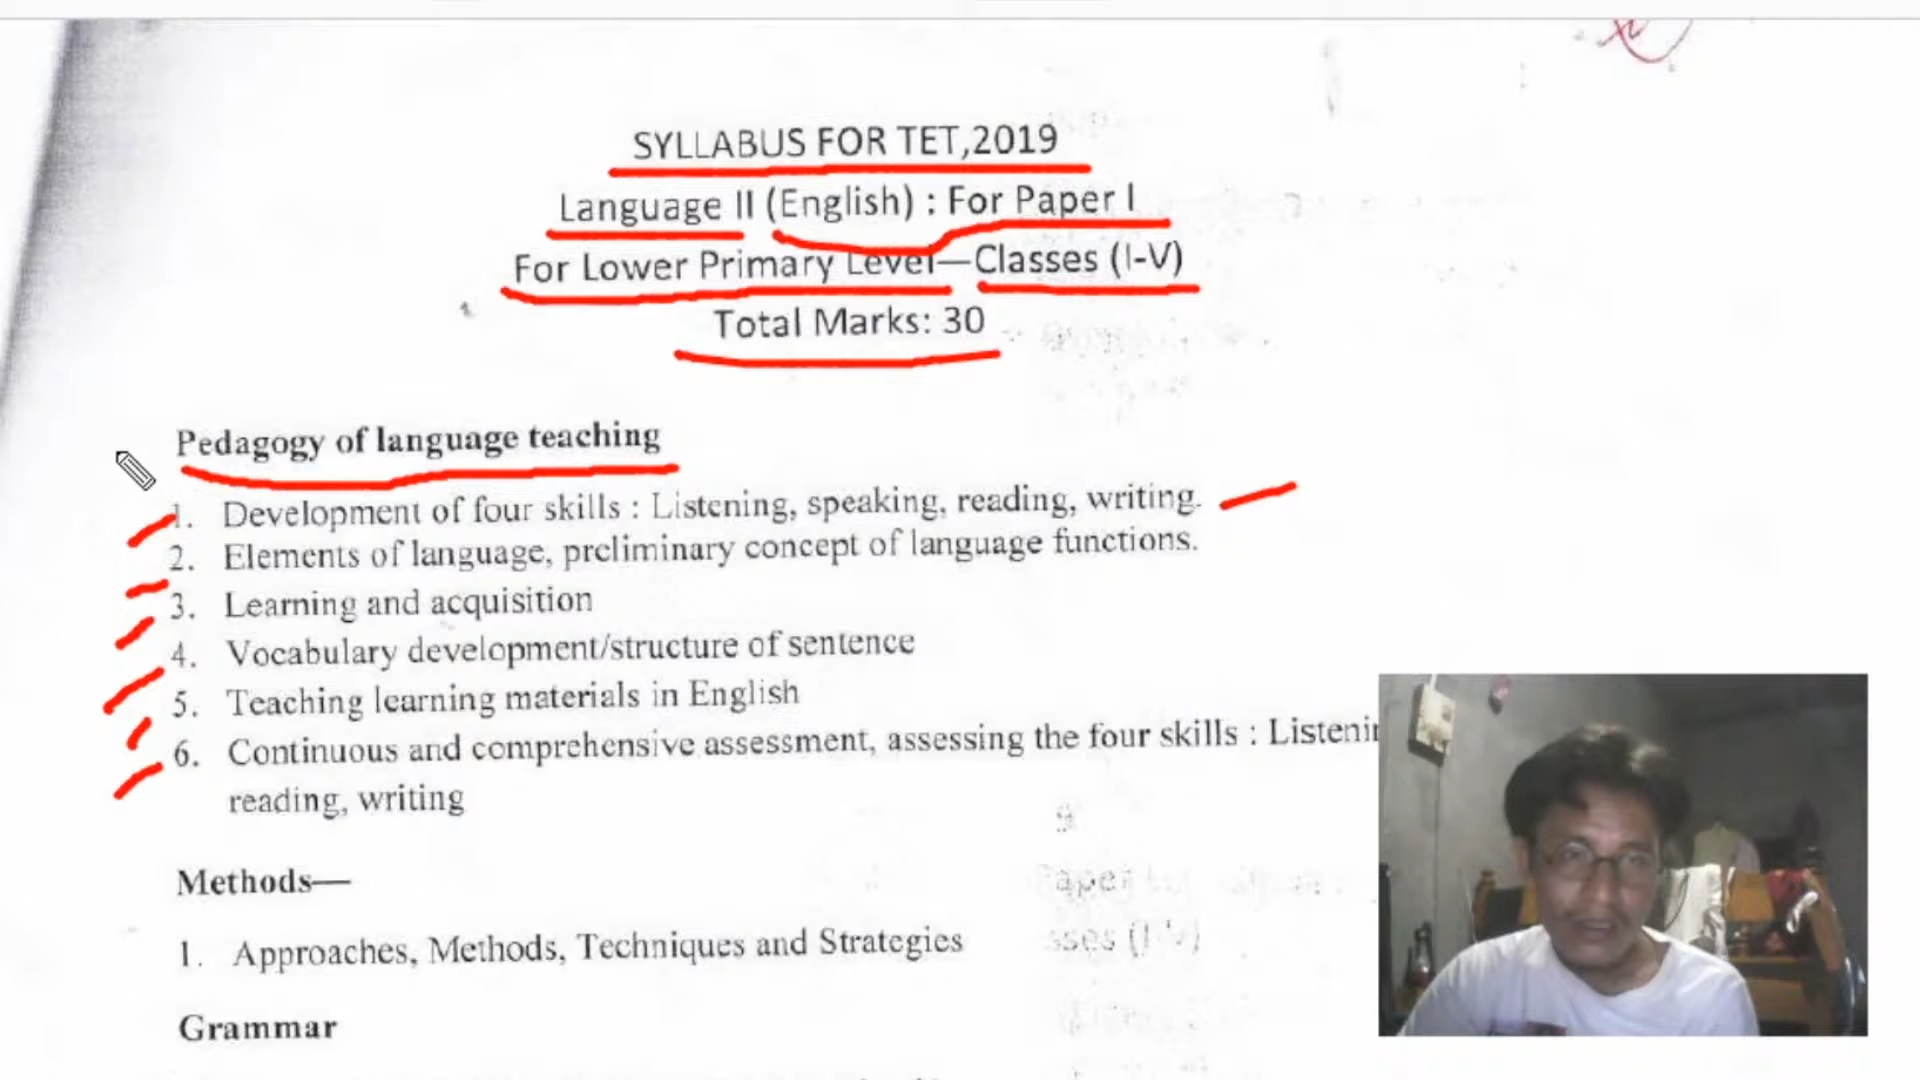 SYLLABUS FOR TET,2019
Language II (English) : For Paper I
For Lower Primary Level—Classes (I-V)
Total Marks: 30
Pedagogy of language teaching
1. Development of four skills : Listening, speaking, reading, writing.
2. Elements of language, preliminary concept of language functions.
3. Learning and acquisition
4. Vocabulary development/structure of sentence
5. Teaching learning materials in English
6. Continuous and comprehensive assessment, assessing the four skills :
reading, writing
Methods—
1. Approaches, Methods, Techniques and Strategies
Grammar